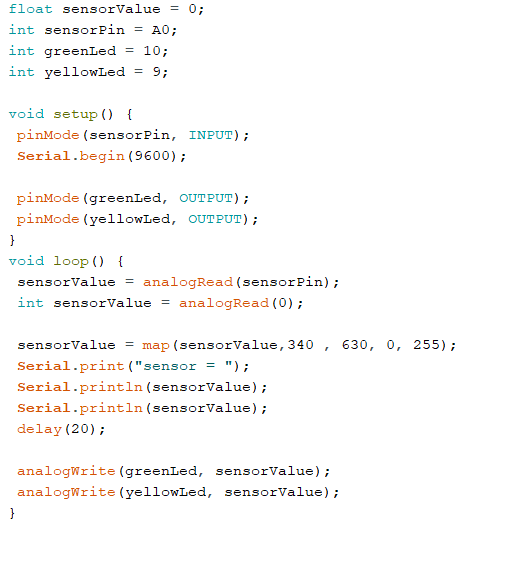 float sensorValue = 0;
int sensorPin = A0;
int greenLed = 10;
int yellowLed = 9;
void setup() {
pinMode(sensorPin, INPUT);
Serial.begin(9600);
pinMode(greenLed, OUTPUT);
pinMode(yellowLed, OUTPUT);
}
void loop() {
sensorValue = analogRead(sensorPin);
int sensorValue = analogRead(0);
sensorValue = map(sensorValue,340 , 630, 0, 255);
Serial.print("sensor = ");
Serial.println(sensorValue);
Serial.println(sensorValue);
delay(20);
analogWrite(greenLed, sensorValue);
analogWrite(yellowLed, sensorValue);
}